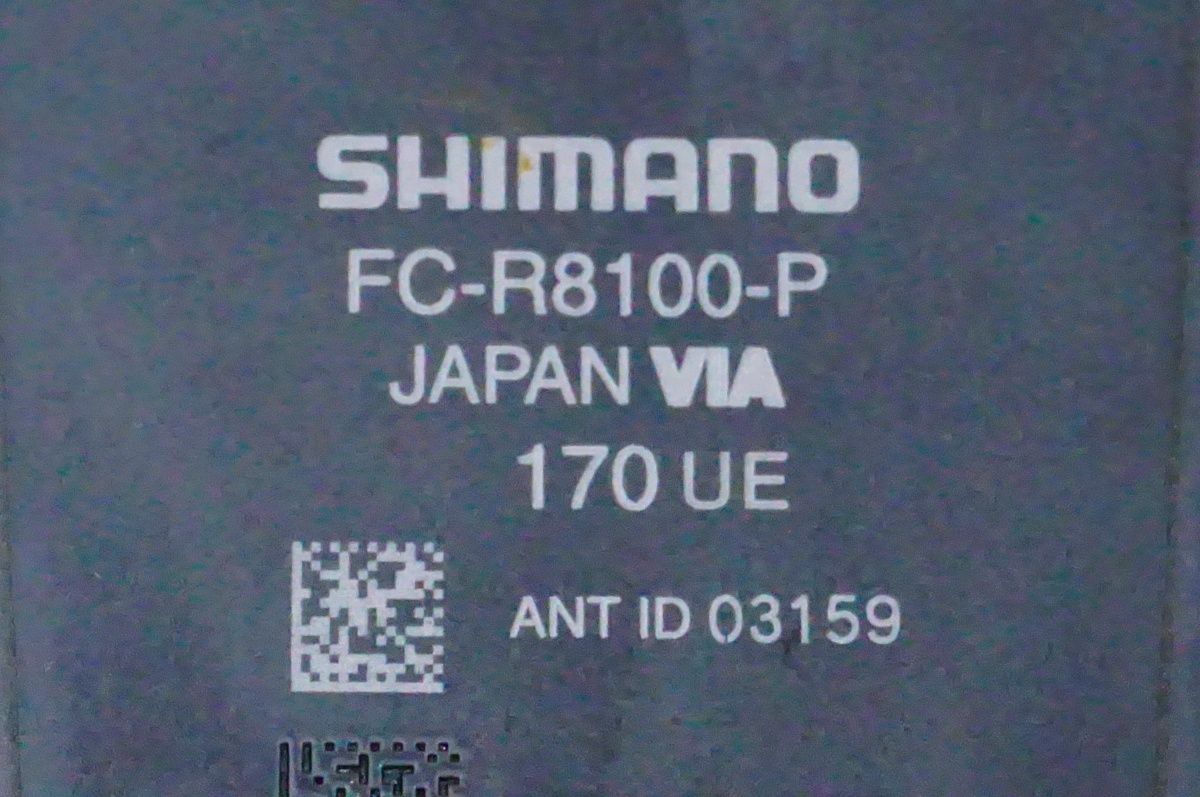 SHIMANO
FC-R8100-P
JAPAN VIA
170 UE
ANT ID 03159